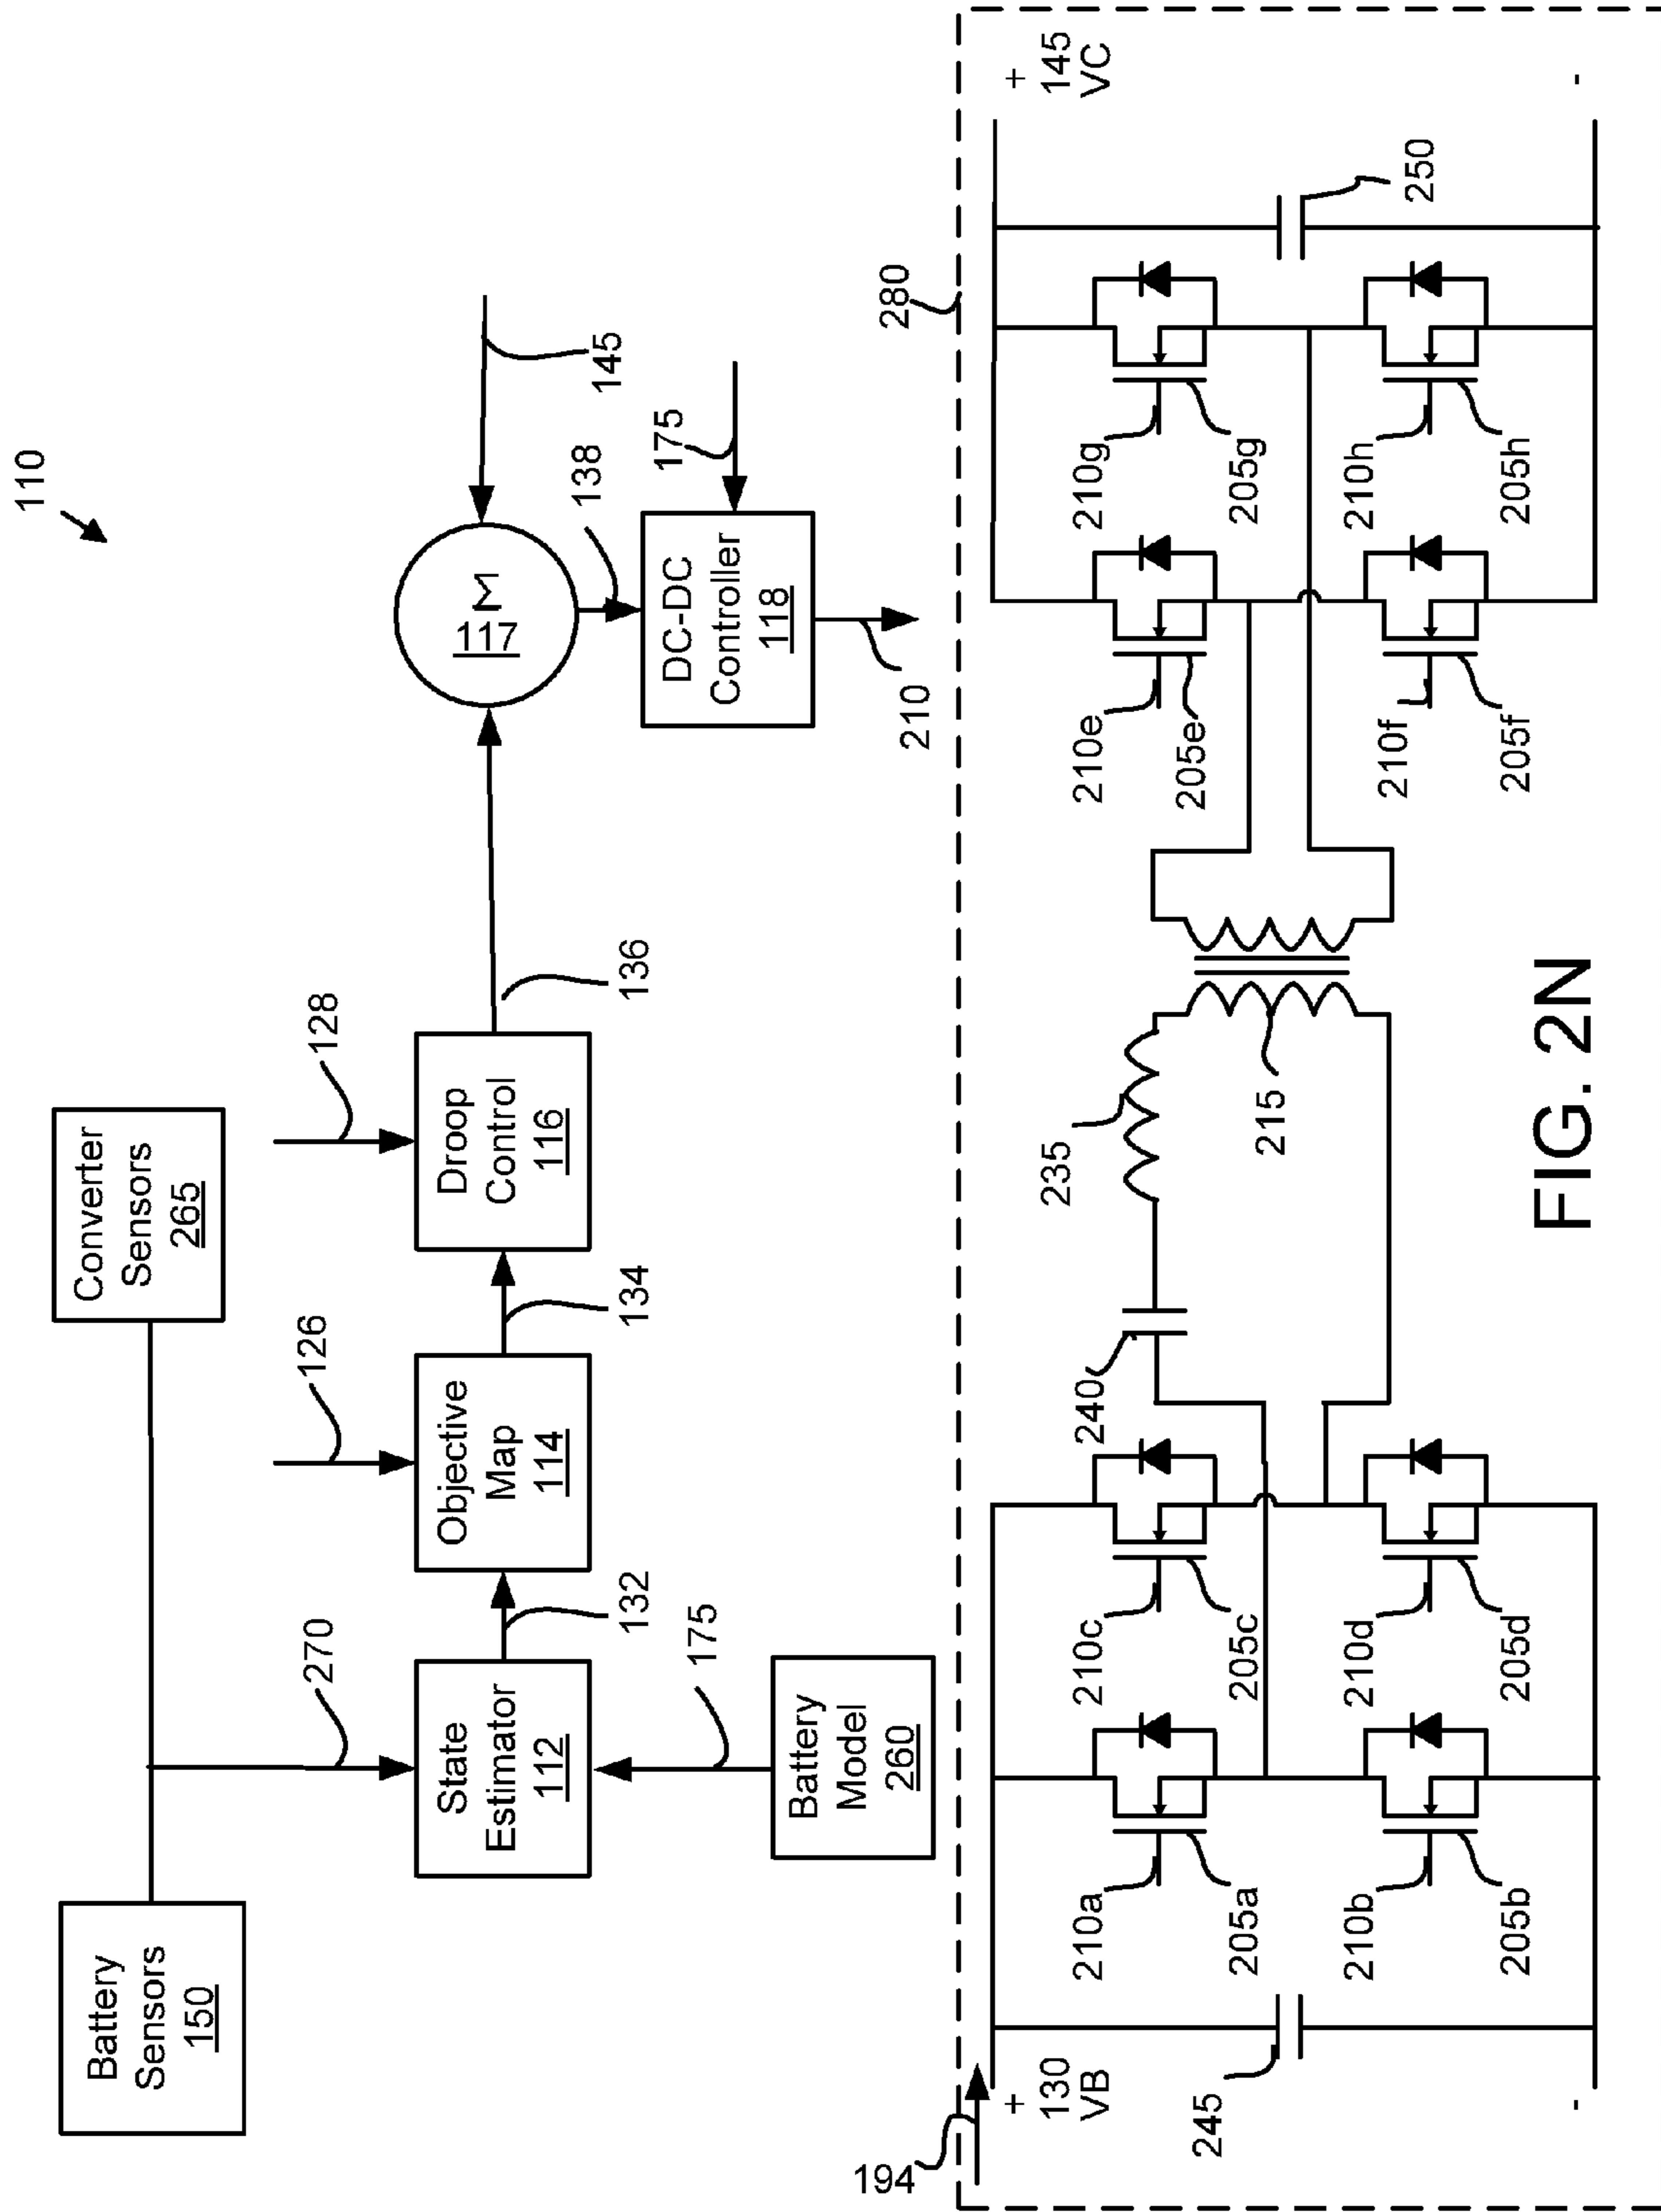 110
Battery
Sensors
150
Converter
Sensors
265
270
126
128
State
Estimator
112
132
Objective
Map
114
134
Droop
Control
116
136
Σ
117
145
138
175
DC-DC
Controller
118
210
175
Battery
Model
260
280
194
+
130
VB
-
245
210a
205a
210b
205b
210c
205c
210d
205d
240
235
215
210e
205e
210f
205f
210g
205g
210h
205h
250
+
145
VC
-
FIG. 2N